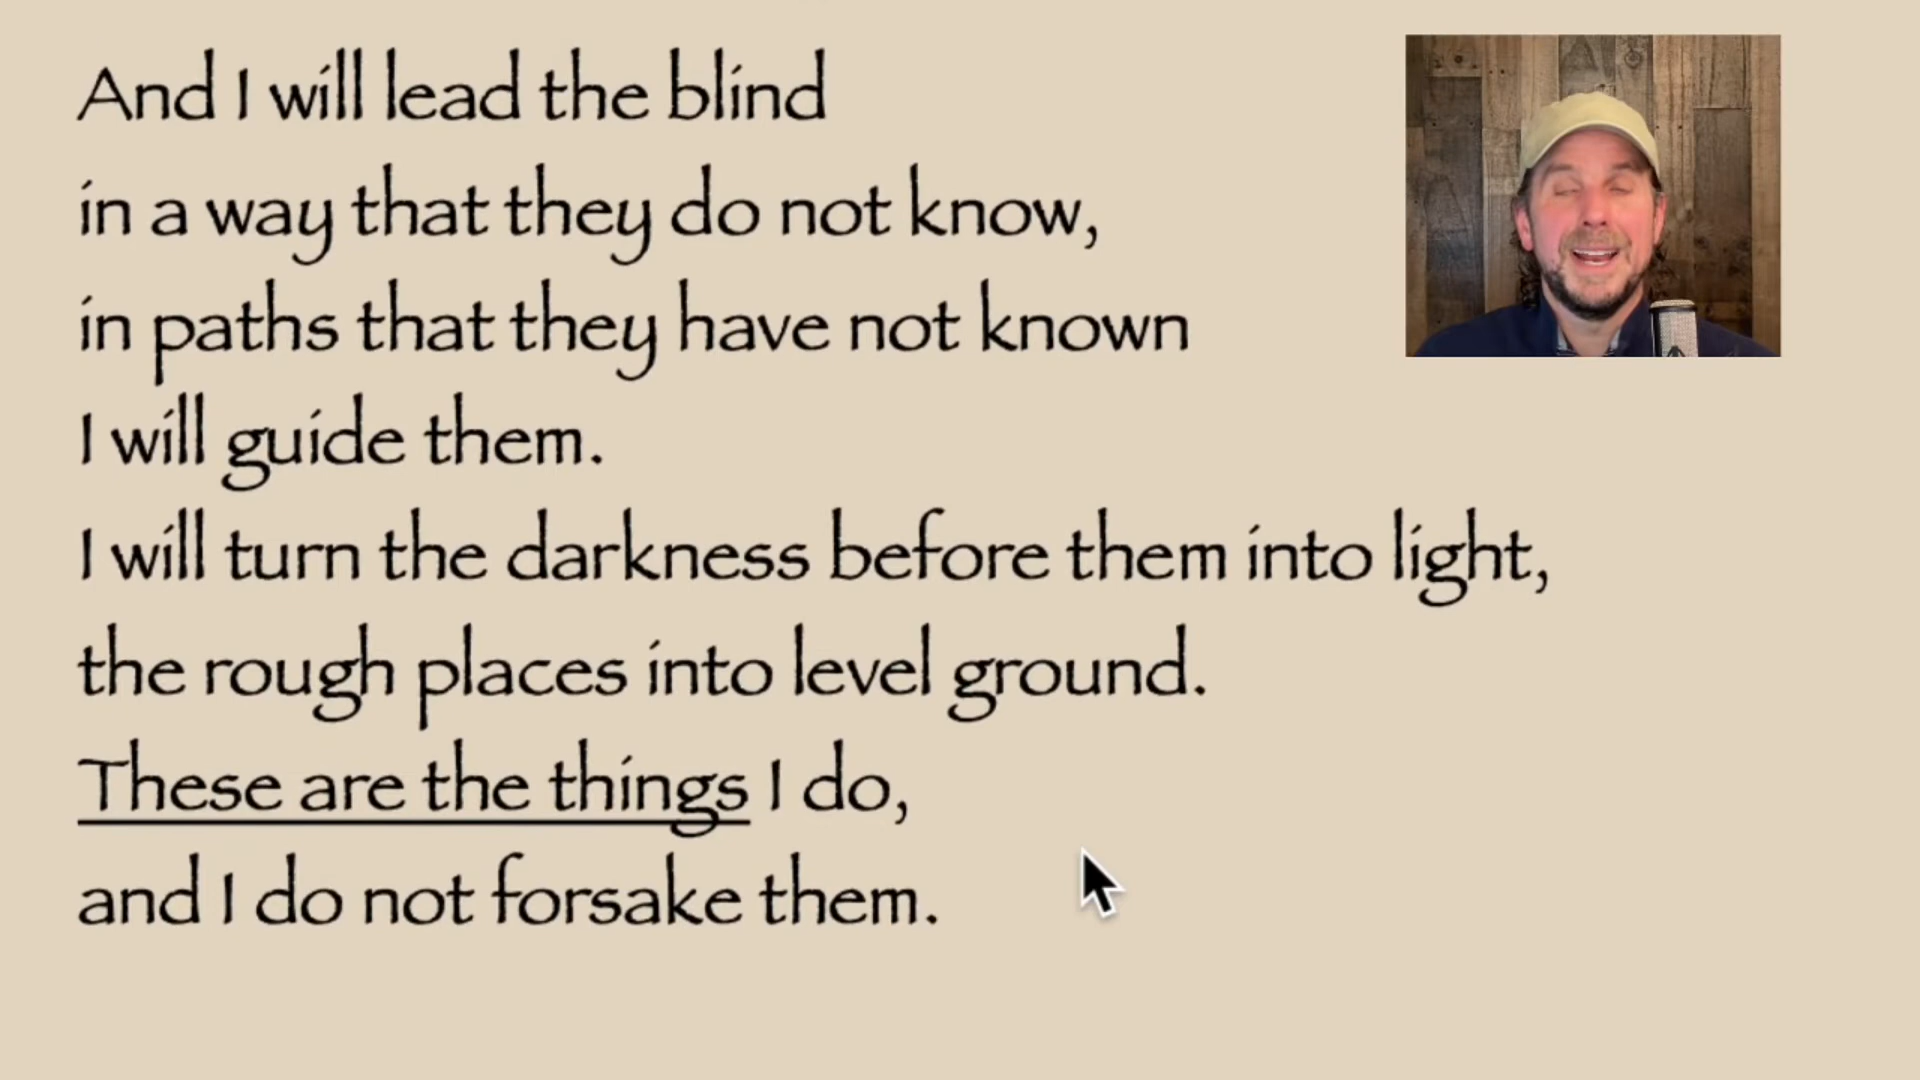 And I will lead the blind
in a way that they do not know,
in paths that they have not known
I will guide them.
I will turn the darkness before them into light,
the rough places into level ground.
These are the things I do,
and I do not forsake them.